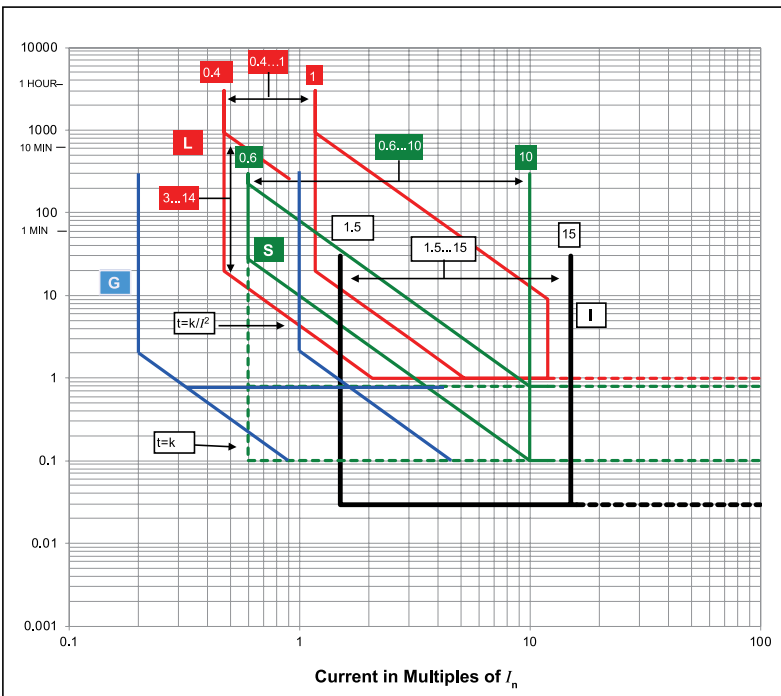 10000
1 HOUR
1000
10 MIN
100
1 MIN
10
1
0.1
0.01
0.001
0.4
0.4...1
1
L
0.6
0.6...10
10
3...14
1.5
1.5...15
15
S
G
I
t=k/I²
t=k
0.1
1
10
100
Current in Multiples of Iₙ